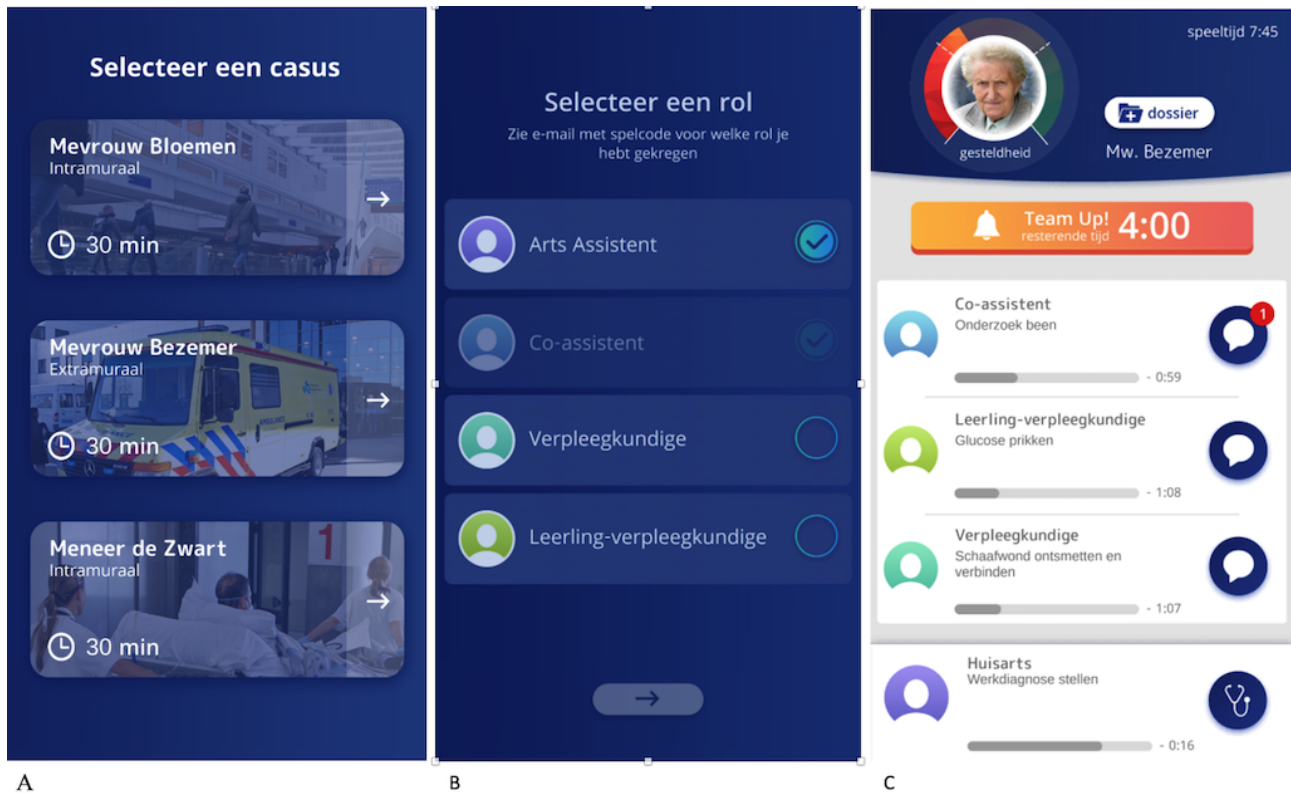 Selecteer een casus
Mevrouw Bloemen
Intramuraal
30 min
Mevrouw Bezemer
Extramuraal
AMBULANCE
30 min
Meneer de Zwart
Intramuraal
1
30 min
A
Selecteer een rol
Zie e-mail met spelcode voor welke rol je
hebt gekregen
Arts Assistent
Co-assistent
Verpleegkundige
Leerling-verpleegkundige
B
speeltijd 7:45
dossier
gesteldheid
Mw. Bezemer
Team Up!
resterende tijd
4:00
Co-assistent
Onderzoek been
1
- 0:59
Leerling-verpleegkundige
Glucose prikken
- 1:08
Verpleegkundige
Schaafwond ontsmetten en
verbinden
- 1:07
Huisarts
Werkdiagnose stellen
- 0:16
C